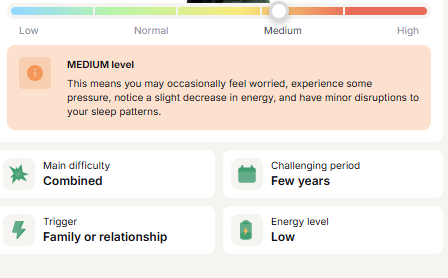 Low Normal Medium High
MEDIUM level
This means you may occasionally feel worried, experience some
pressure, notice a slight decrease in energy, and have minor disruptions to
your sleep patterns.
Main difficulty
Combined
Challenging period
Few years
Trigger
Family or relationship
Energy level
Low